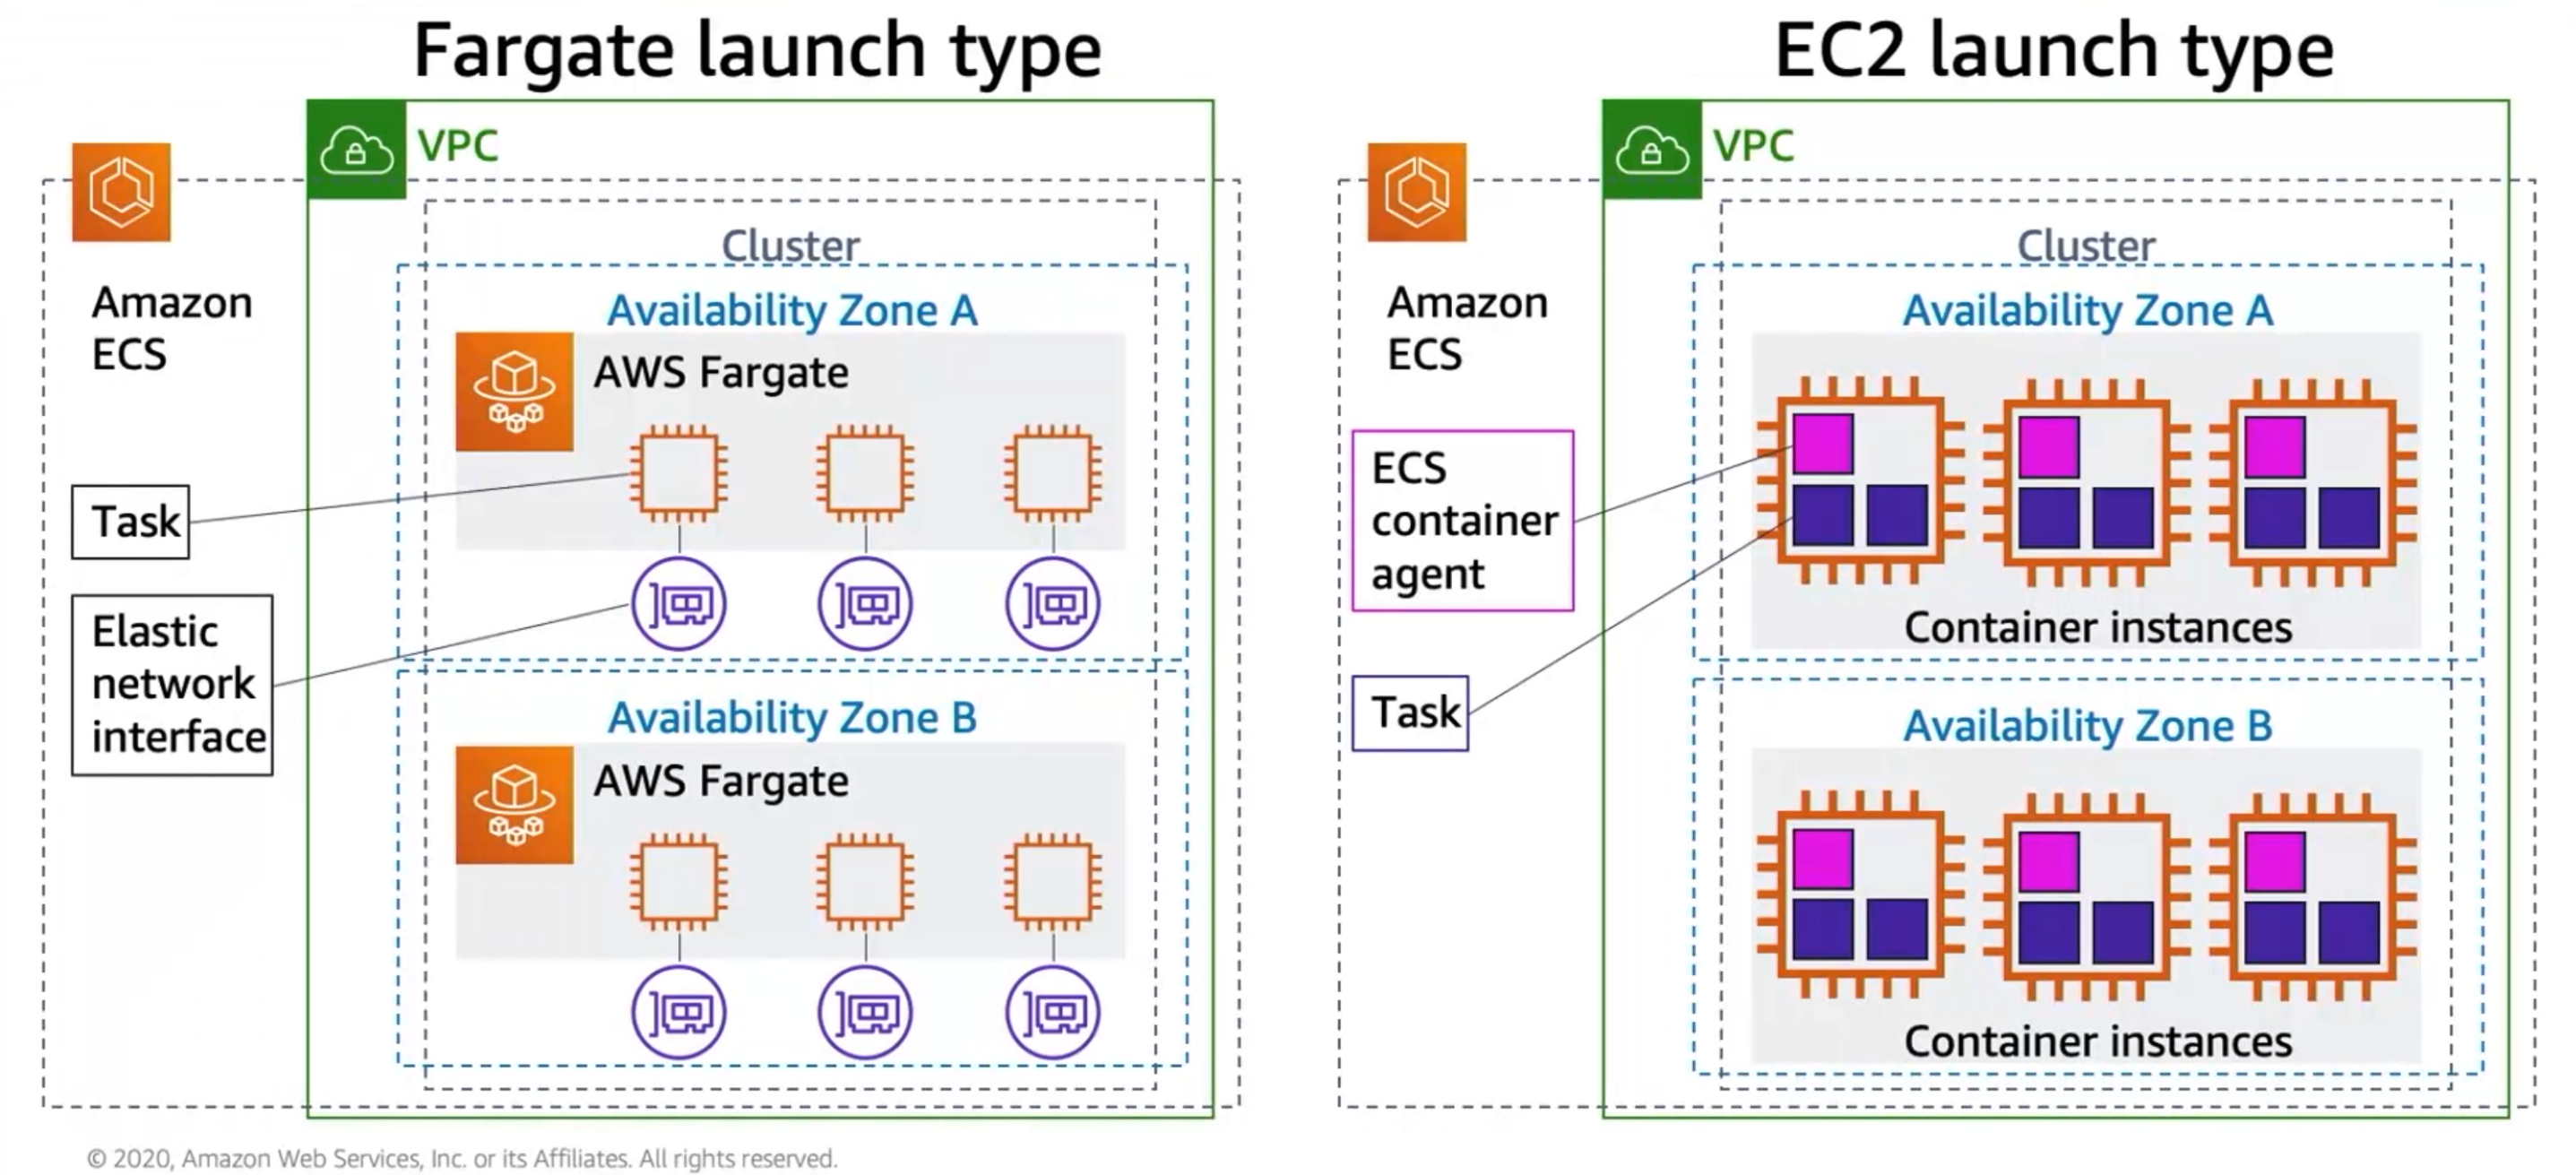 Fargate launch type
VPC
Amazon
ECS
Cluster
Availability Zone A
AWS Fargate
Task
Elastic
network
interface
Availability Zone B
AWS Fargate
EC2 launch type
VPC
Amazon
ECS
Cluster
Availability Zone A
ECS
container
agent
Container instances
Task
Availability Zone B
Container instances
© 2020, Amazon Web Services, Inc. or its Affiliates. All rights reserved.